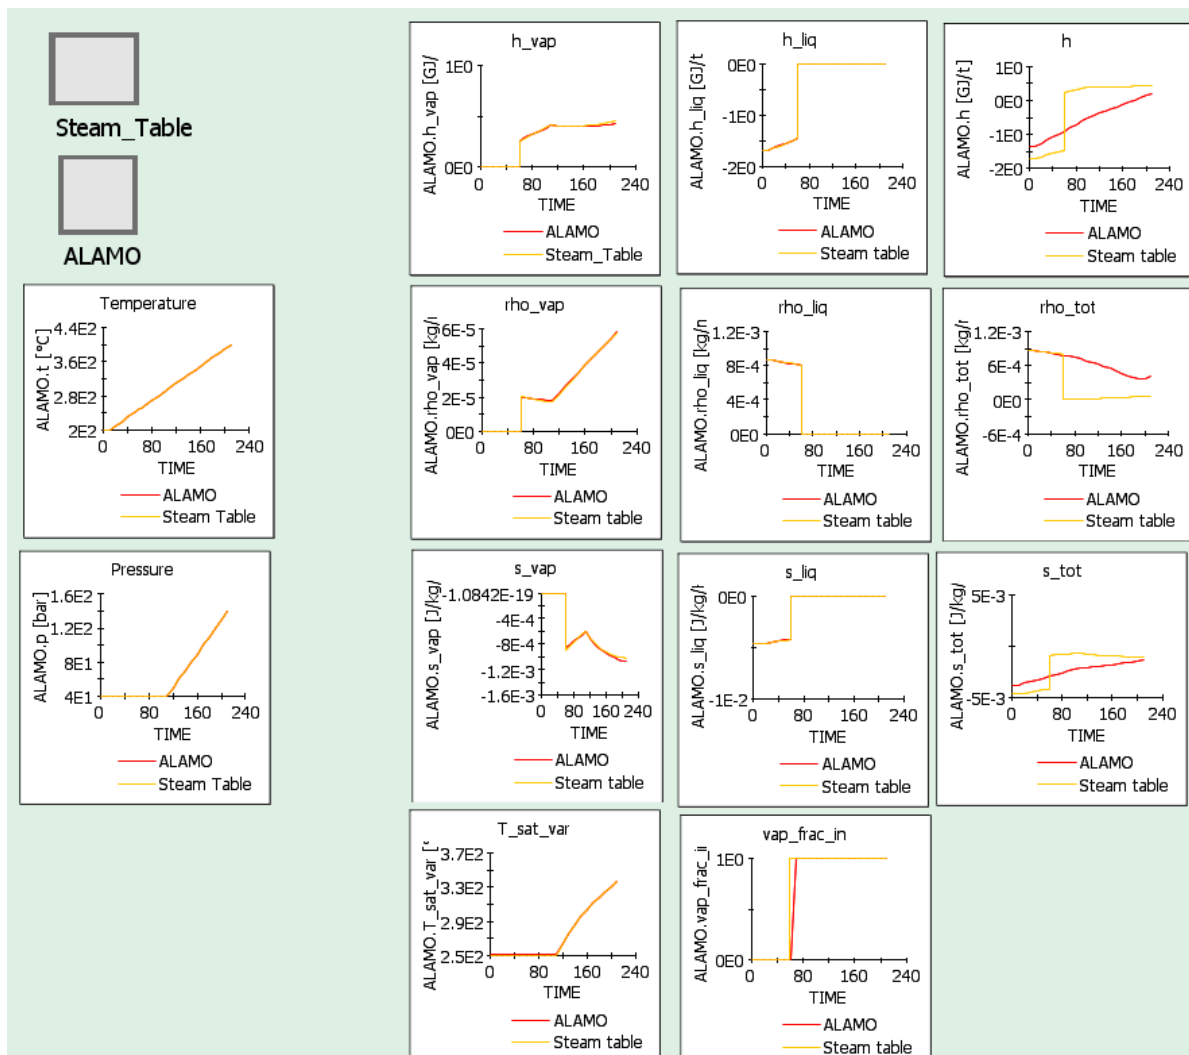 Steam_Table
ALAMO
h_vap
ALAMO.h_vap [GJ/
1E0
0E0
0 80 160 240
TIME
ALAMO
Steam_Table
h_liq
ALAMO.h_liq [GJ/t
0E0
-1E0
-2E0
0 80 160 240
TIME
ALAMO
Steam table
h
ALAMO.h [GJ/t]
1E0
0E0
-1E0
-2E0
0 80 160 240
TIME
ALAMO
Steam table
Temperature
ALAMO.t [°C]
4.4E2
3.6E2
2.8E2
2E2
0 80 160 240
TIME
ALAMO
Steam Table
rho_vap
ALAMO.rho_vap [kg/
6E-5
4E-5
2E-5
0E0
0 80 160 240
TIME
ALAMO
Steam Table
rho_liq
ALAMO.rho_liq [kg/
1.2E-3
8E-4
4E-4
0E0
0 80 160 240
TIME
ALAMO
Steam table
rho_tot
ALAMO.rho_tot [kg/
1.2E-3
6E-4
0E0
-6E-4
0 80 160 240
TIME
ALAMO
Steam table
Pressure
ALAMO.p [bar]
1.6E2
1.2E2
8E1
4E1
0 80 160 240
TIME
ALAMO
Steam Table
s_vap
ALAMO.s_vap [J/kg/
-1.0842E-19
-4E-4
-8E-4
-1.2E-3
-1.6E-3
0 80 160 240
TIME
ALAMO
Steam table
s_liq
ALAMO.s_liq [J/kg/
0E0
-1E-2
0 80 160 240
TIME
ALAMO
Steam table
s_tot
ALAMO.s_tot [J/kg/
5E-3
-5E-3
0 80 160 240
TIME
ALAMO
Steam table
T_sat_var
ALAMO.T_sat_var [°
3.7E2
3.3E2
2.9E2
2.5E2
0 80 160 240
TIME
ALAMO
Steam table
vap_frac_in
ALAMO.vap_frac_i
1E0
0E0
0 80 160 240
TIME
ALAMO
Steam table